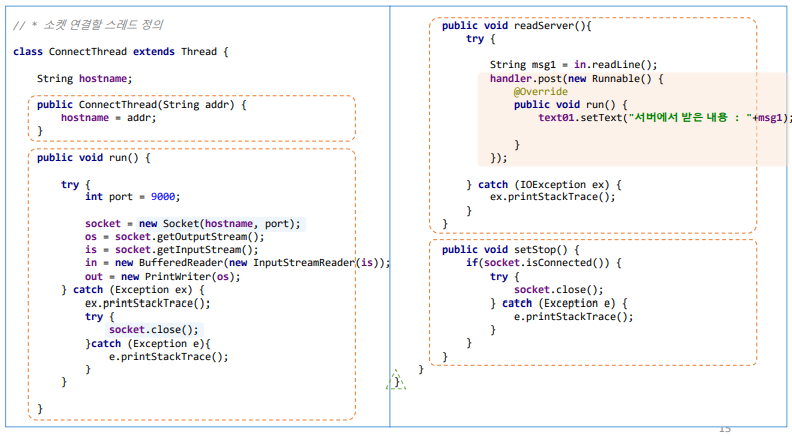 // * 소켓 연결할 스레드 정의
class ConnectThread extends Thread {
String hostname;
public ConnectThread(String addr) {
hostname = addr;
}
public void run() {
try {
int port = 9000;
socket = new Socket(hostname, port);
os = socket.getOutputStream();
is = socket.getInputStream();
in = new BufferedReader(new InputStreamReader(is));
out = new PrintWriter(os);
} catch (Exception ex) {
ex.printStackTrace();
try {
socket.close();
}catch (Exception e){
e.printStackTrace();
}
}
}
public void readServer(){
try {
String msg1 = in.readLine();
handler.post(new Runnable() {
@Override
public void run() {
text01.setText("서버에서 받은 내용 : "+msg1);
}
});
} catch (IOException ex) {
ex.printStackTrace();
}
}
public void setStop() {
if(socket.isConnected()) {
try {
socket.close();
} catch (Exception e) {
e.printStackTrace();
}
}
}
}
}